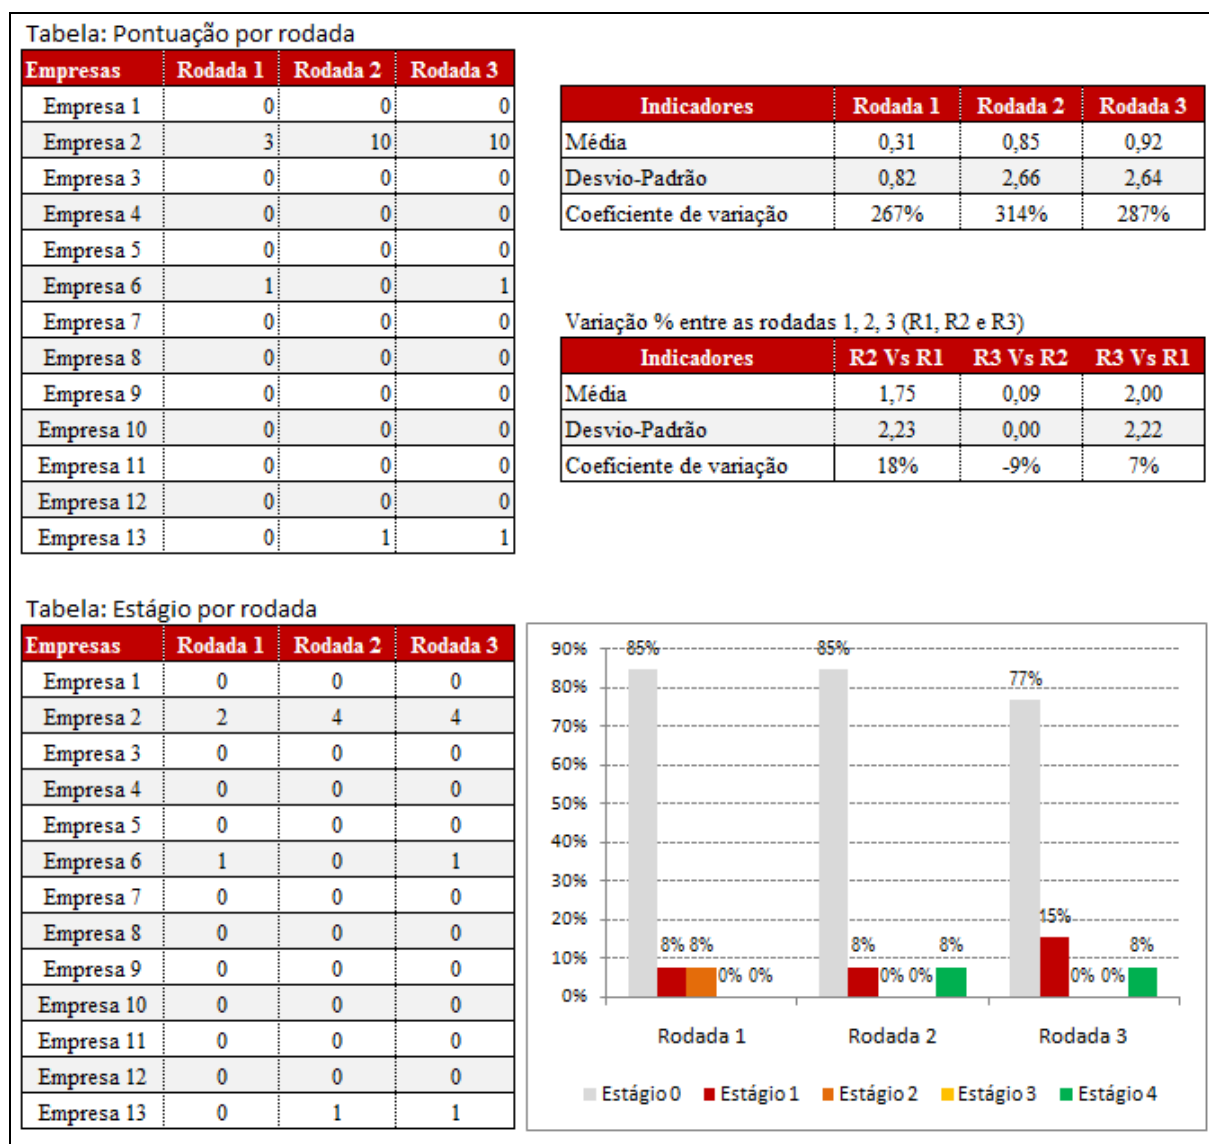 Tabela: Pontuação por rodada
Empresas Rodada 1 Rodada 2 Rodada 3
Empresa 1 0 0 0
Empresa 2 3 10 10
Empresa 3 0 0 0
Empresa 4 0 0 0
Empresa 5 0 0 0
Empresa 6 1 0 1
Empresa 7 0 0 0
Empresa 8 0 0 0
Empresa 9 0 0 0
Empresa 10 0 0 0
Empresa 11 0 0 0
Empresa 12 0 0 0
Empresa 13 0 1 1
Indicadores Rodada 1 Rodada 2 Rodada 3
Média 0,31 0,85 0,92
Desvio-Padrão 0,82 2,66 2,64
Coeficiente de variação 267% 314% 287%
Variação % entre as rodadas 1, 2, 3 (R1, R2 e R3)
Indicadores R2 Vs R1 R3 Vs R2 R3 Vs R1
Média 1,75 0,09 2,00
Desvio-Padrão 2,23 0,00 2,22
Coeficiente de variação 18% -9% 7%
Tabela: Estágio por rodada
Empresas Rodada 1 Rodada 2 Rodada 3
Empresa 1 0 0 0
Empresa 2 2 4 4
Empresa 3 0 0 0
Empresa 4 0 0 0
Empresa 5 0 0 0
Empresa 6 1 0 1
Empresa 7 0 0 0
Empresa 8 0 0 0
Empresa 9 0 0 0
Empresa 10 0 0 0
Empresa 11 0 0 0
Empresa 12 0 0 0
Empresa 13 0 1 1
90% 85% 85%
80% 77%
70%
60%
50%
40%
30%
20% 15%
10% 8% 8% 8% 8% 8%
0% 0% 0% 0% 0% 0% 0%
Rodada 1 Rodada 2 Rodada 3
Estágio 0 Estágio 1 Estágio 2 Estágio 3 Estágio 4